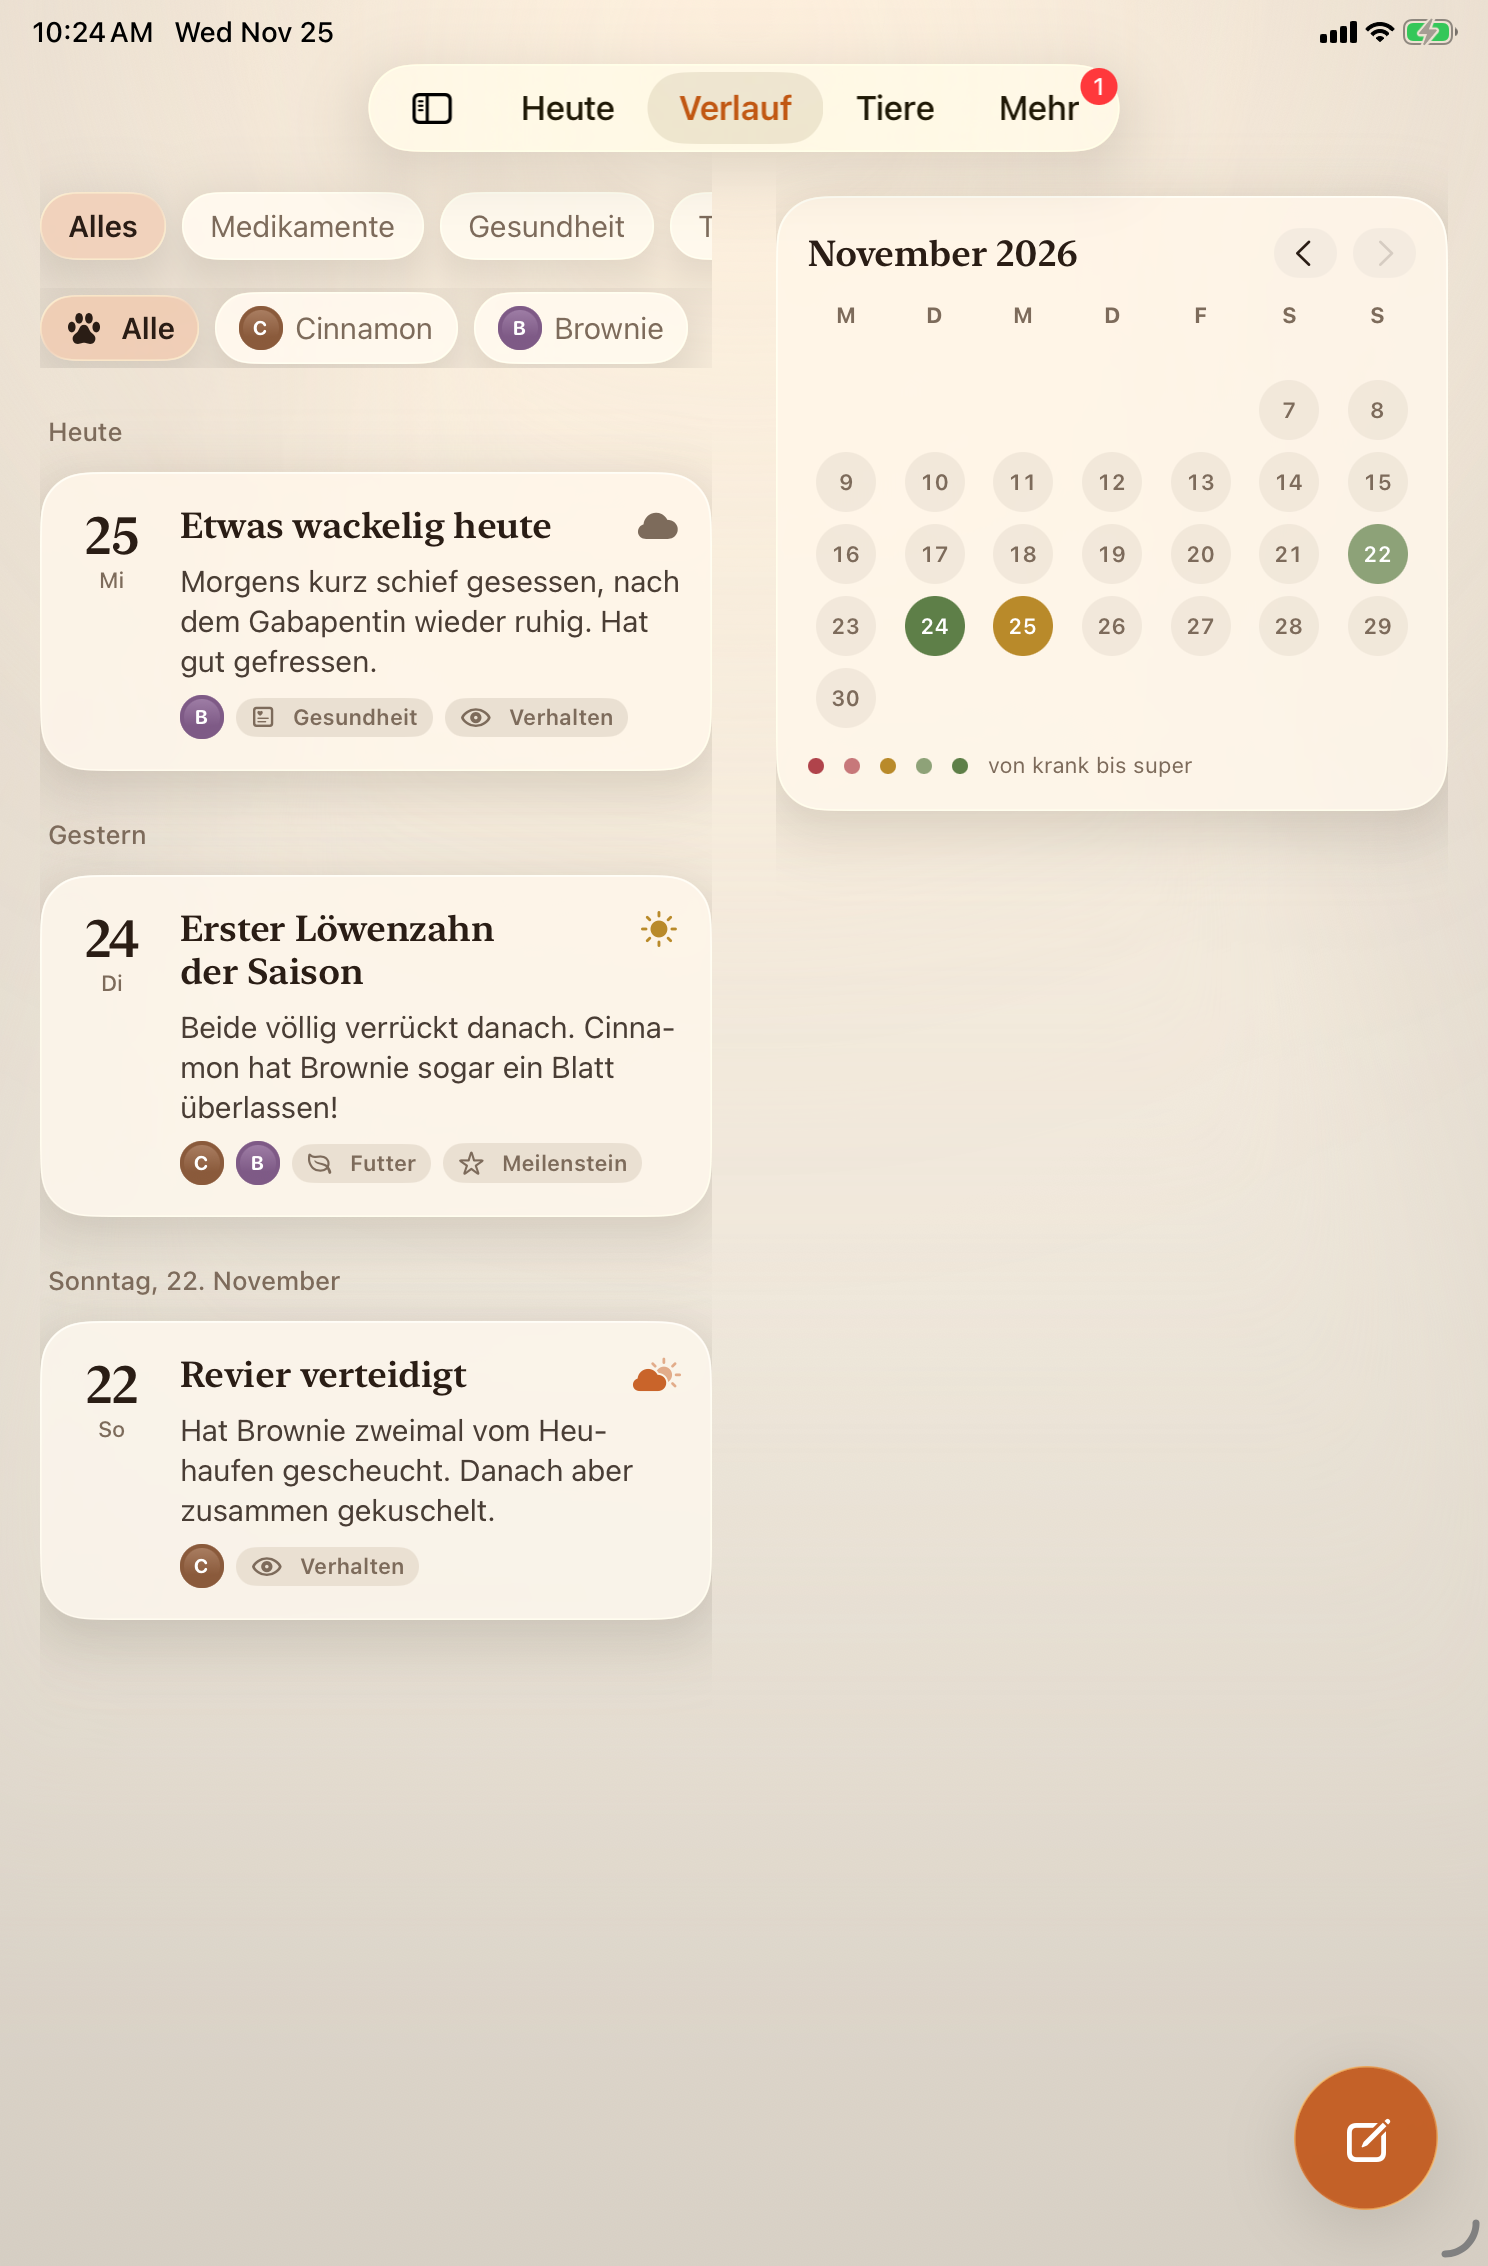 10:24 AM Wed Nov 25
Heute
Verlauf
Tiere
Mehr
1
Alles
Medikamente
Gesundheit
T
Alle
C Cinnamon
B Brownie
Heute
25
Mi
Etwas wackelig heute
Morgens kurz schief gesessen, nach
dem Gabapentin wieder ruhig. Hat
gut gefressen.
B Gesundheit Verhalten
Gestern
24
Di
Erster Löwenzahn
der Saison
Beide völlig verrückt danach. Cinna-
mon hat Brownie sogar ein Blatt
überlassen!
C B Futter Meilenstein
Sonntag, 22. November
22
So
Revier verteidigt
Hat Brownie zweimal vom Heu-
haufen gescheucht. Danach aber
zusammen gekuschelt.
C Verhalten
November 2026
M D M D F S S
7 8
9 10 11 12 13 14 15
16 17 18 19 20 21 22
23 24 25 26 27 28 29
30
von krank bis super